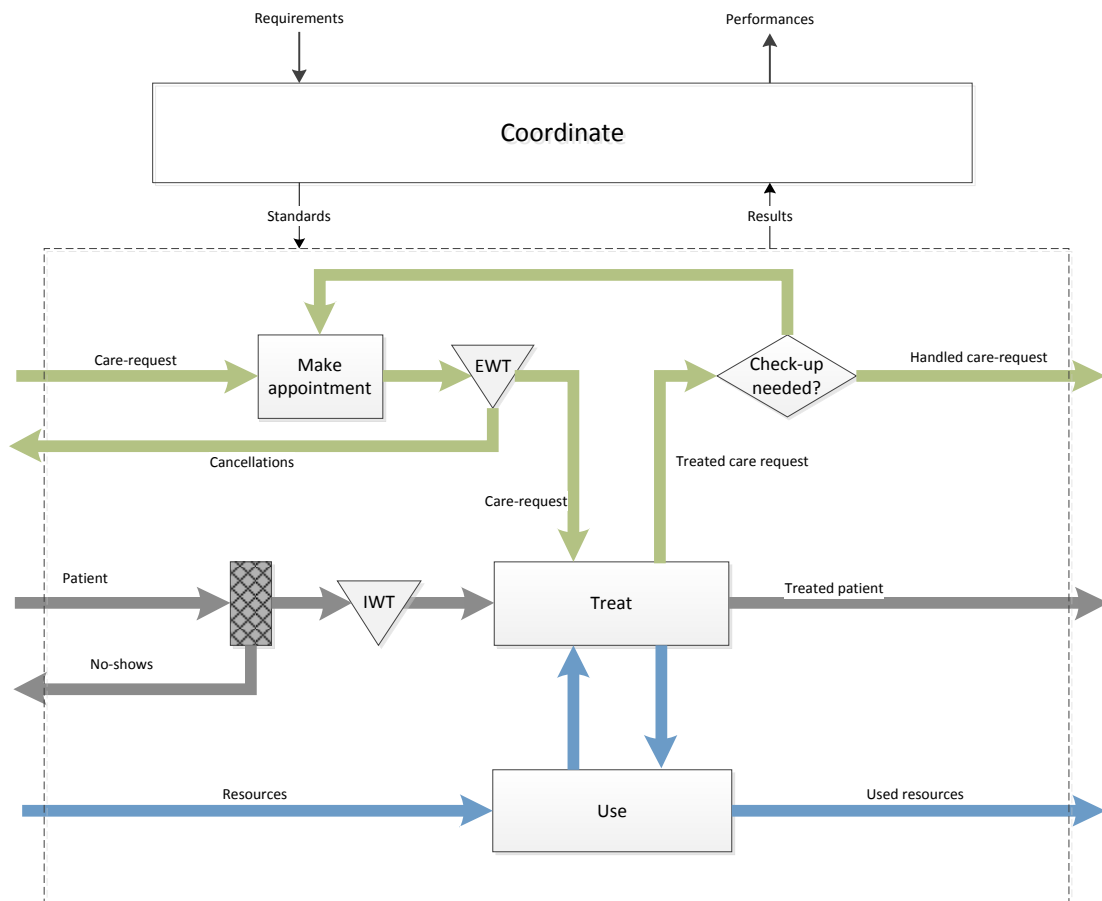 Requirements
Performances
Coordinate
Standards
Results
Care-request
Make
appointment
EWT
Check-up
needed?
Handled care-request
Cancellations
Treated care request
Care-request
Patient
IWT
Treat
Treated patient
No-shows
Resources
Use
Used resources